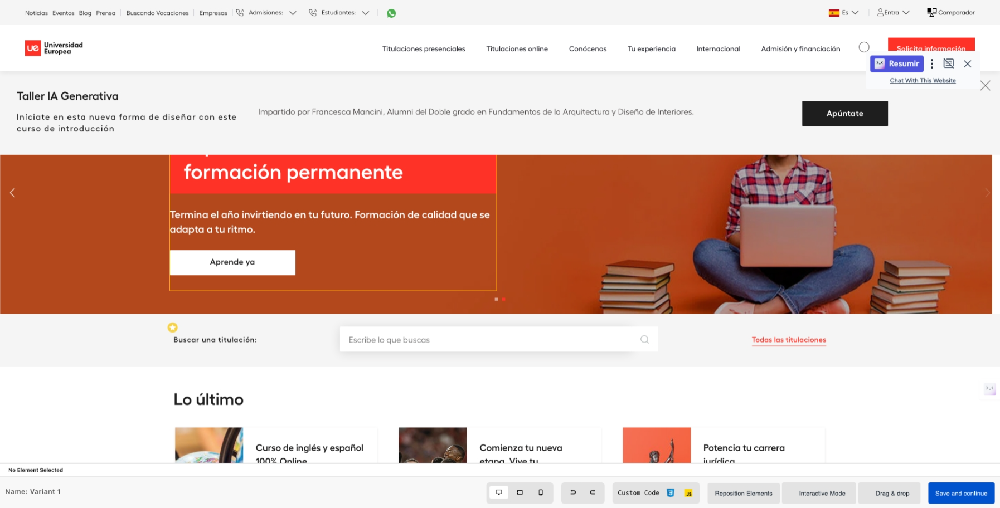 Noticias Eventos Blog Prensa Buscando Vocaciones Empresas Admisiones: Estudiantes: Es Entra Comparador
ue Universidad
Europea
Titulaciones presenciales Titulaciones online Conócenos Tu experiencia Internacional Admisión y financiación Solicita información
Resumir
Chat With This Website
Taller IA Generativa
Iníciate en esta nueva forma de diseñar con este
curso de introducción
Impartido por Francesca Mancini, Alumni del Doble grado en Fundamentos de la Arquitectura y Diseño de Interiores.
Apúntate
formación permanente
Termina el año invirtiendo en tu futuro. Formación de calidad que se
adapta a tu ritmo.
Aprende ya
Buscar una titulación:
Escribe lo que buscas
Todas las titulaciones
Lo último
Curso de inglés y español
100% Online
Comienza tu nueva
etapa. Vive tu
Potencia tu carrera
jurídica
No Element Selected
Name: Variant 1
Custom Code
JS
Reposition Elements
Interactive Mode
Drag & drop
Save and continue